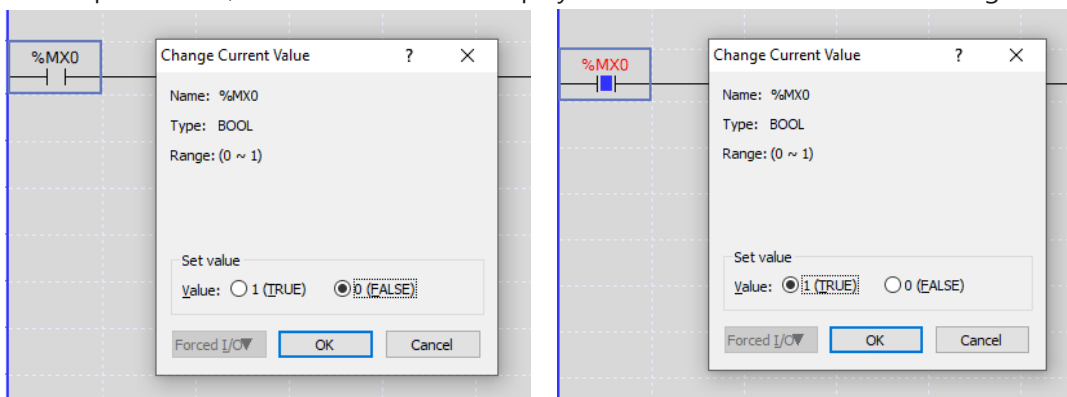 %MX0
Change Current Value ? ×
Name: %MX0
Type: BOOL
Range: (0 ~ 1)
Set value
Value: 1 (TRUE) 0 (FALSE)
Forced I/O▼ OK Cancel
%MX0
Change Current Value ? ×
Name: %MX0
Type: BOOL
Range: (0 ~ 1)
Set value
Value: 1 (TRUE) 0 (FALSE)
Forced I/O▼ OK Cancel